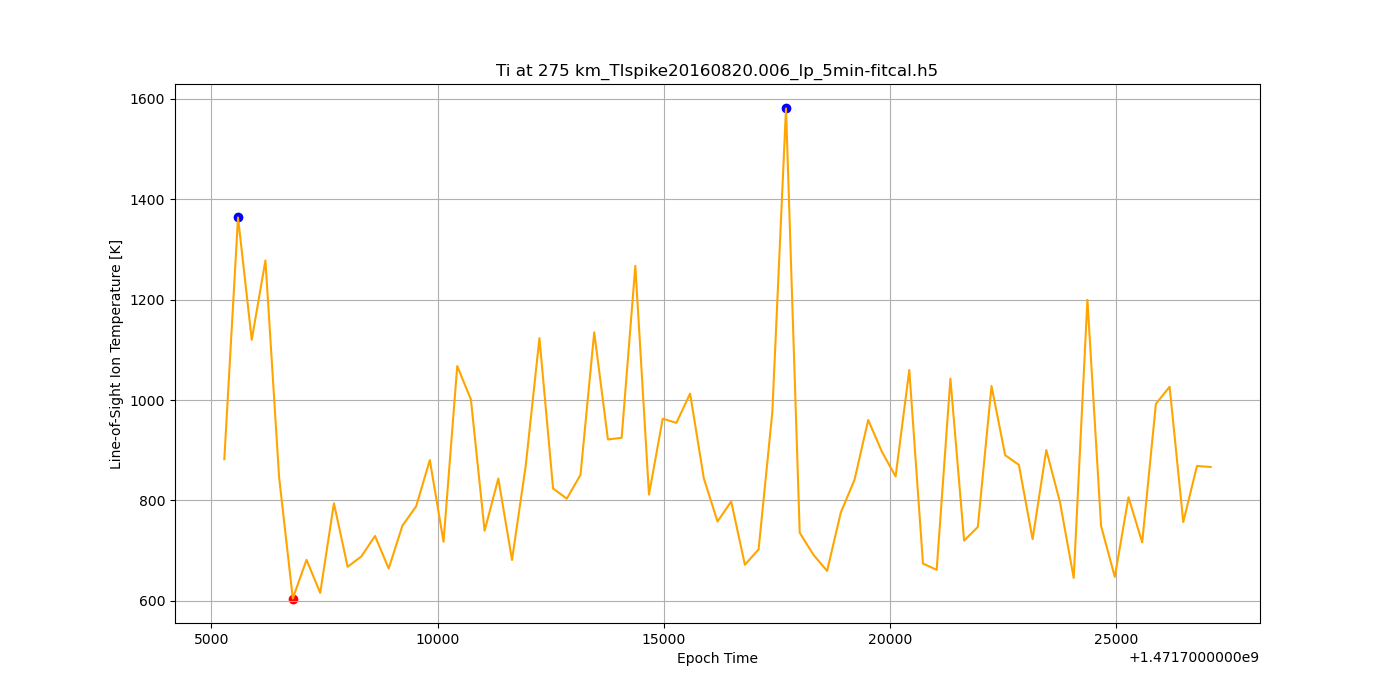 Ti at 275 km_TIspike20160820.006_lp_5min-fitcal.h5
1600
1400
1200
1000
800
600
Line-of-Sight Ion Temperature [K]
5000 10000 15000 20000 25000
Epoch Time
+1.4717000000e9